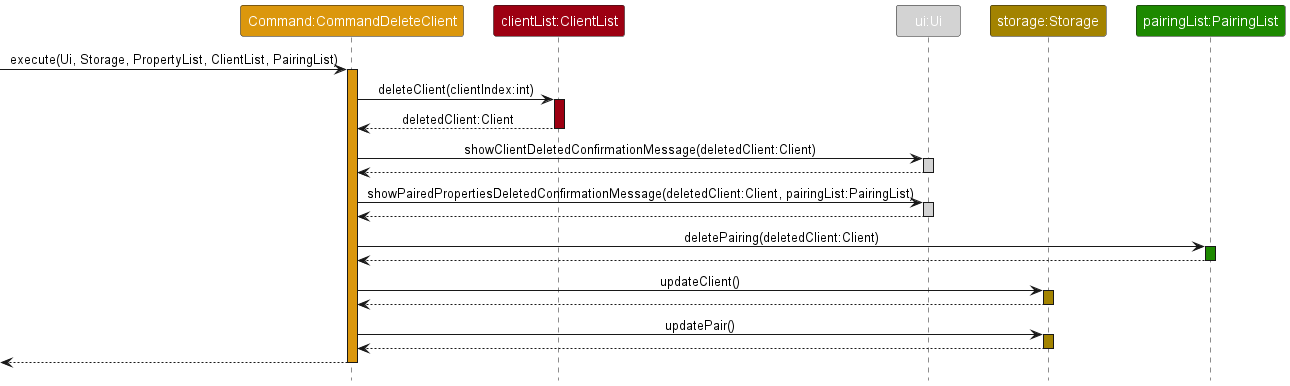 Command:CommandDeleteClient
clientList:ClientList
ui:Ui
storage:Storage
pairingList:PairingList
execute(Ui, Storage, PropertyList, ClientList, PairingList)
deleteClient(clientIndex:int)
deletedClient:Client
showClientDeletedConfirmationMessage(deletedClient:Client)
showPairedPropertiesDeletedConfirmationMessage(deletedClient:Client, pairingList:PairingList)
deletePairing(deletedClient:Client)
updateClient()
updatePair()